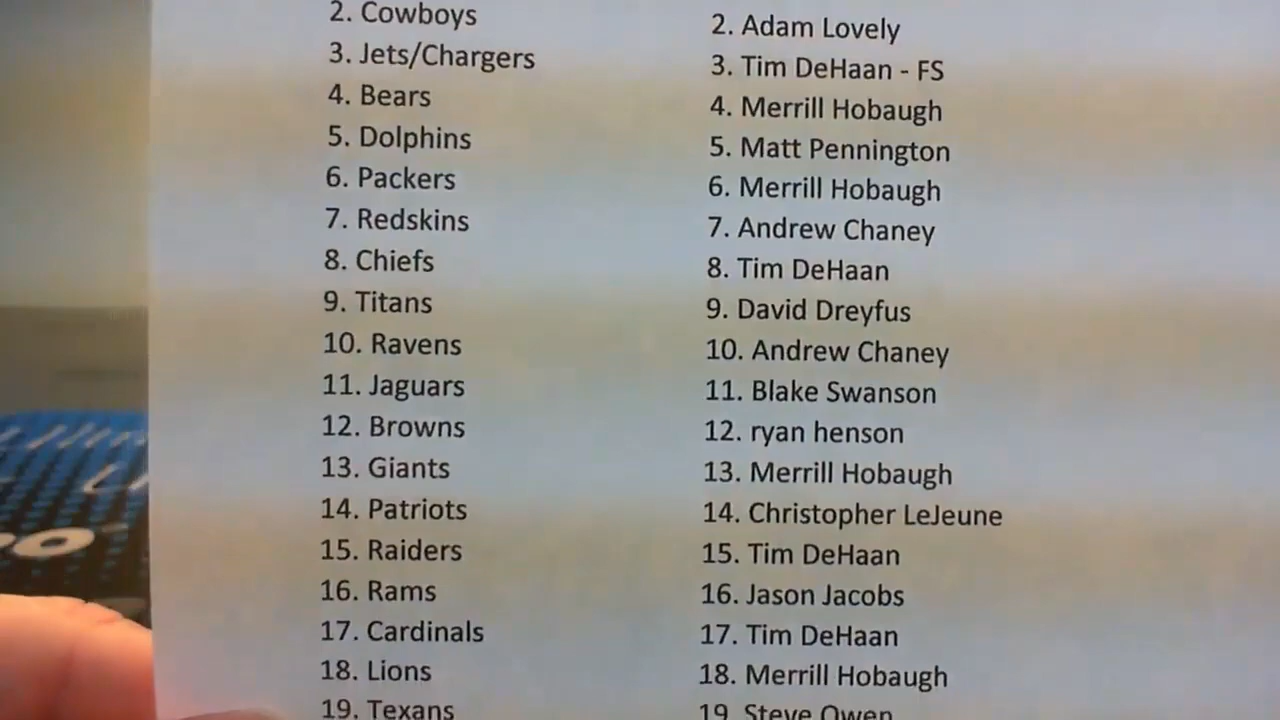 2. Cowboys
3. Jets/Chargers
4. Bears
5. Dolphins
6. Packers
7. Redskins
8. Chiefs
9. Titans
10. Ravens
11. Jaguars
12. Browns
13. Giants
14. Patriots
15. Raiders
16. Rams
17. Cardinals
18. Lions
19. Texans
2. Adam Lovely
3. Tim DeHaan - FS
4. Merrill Hobaugh
5. Matt Pennington
6. Merrill Hobaugh
7. Andrew Chaney
8. Tim DeHaan
9. David Dreyfus
10. Andrew Chaney
11. Blake Swanson
12. ryan henson
13. Merrill Hobaugh
14. Christopher LeJeune
15. Tim DeHaan
16. Jason Jacobs
17. Tim DeHaan
18. Merrill Hobaugh
19. Steve Owen